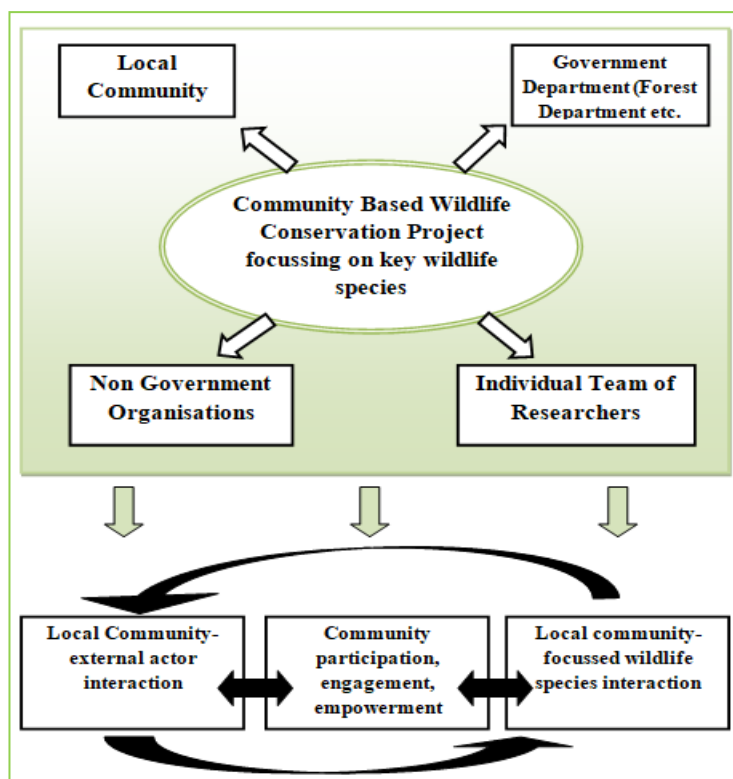 Local
Community
Government
Department (Forest
Department etc.
Community Based Wildlife
Conservation Project
focussing on key wildlife
species
Non Government
Organisations
Individual Team of
Researchers
Local Community-
external actor
interaction
Community
participation,
engagement,
empowerment
Local community-
focussed wildlife
species interaction